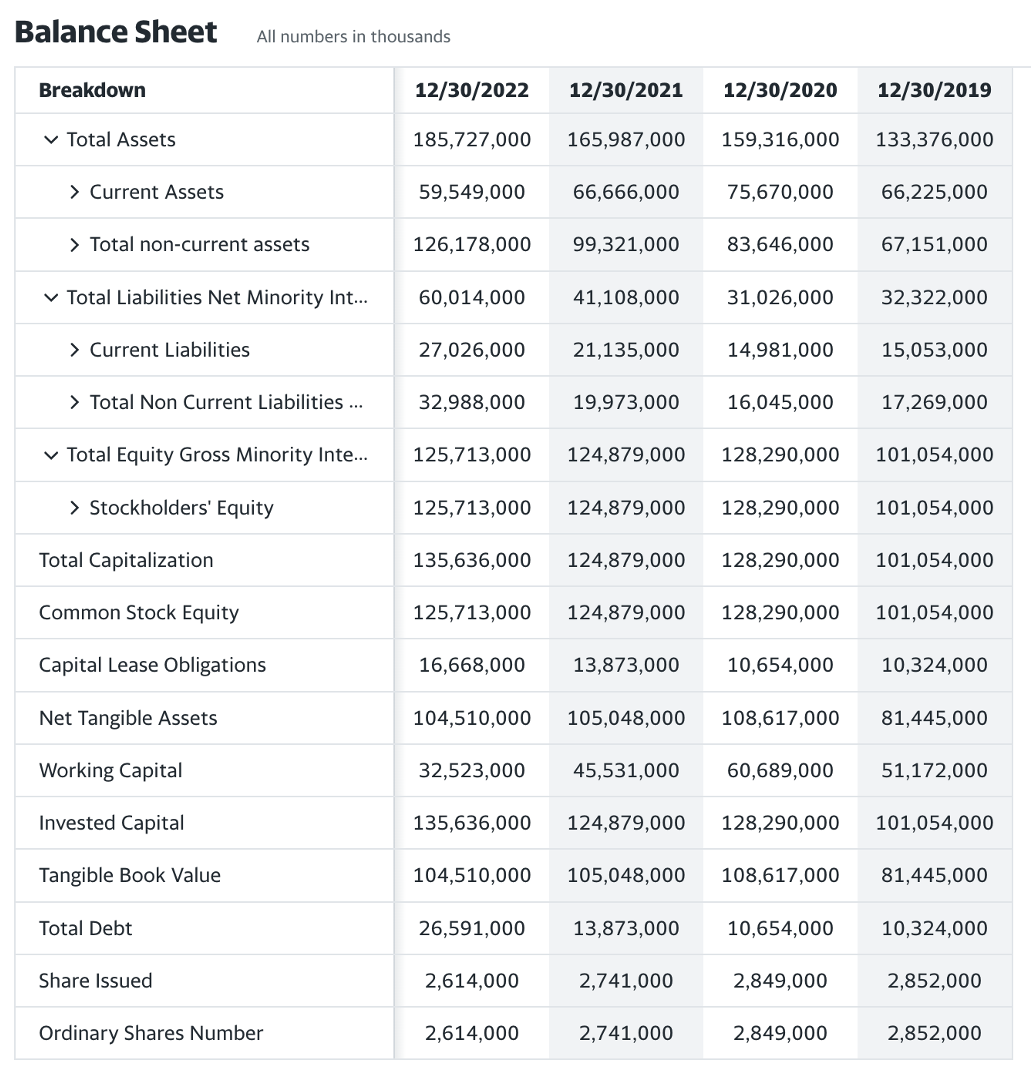 Balance Sheet All numbers in thousands
Breakdown 12/30/2022 12/30/2021 12/30/2020 12/30/2019
Total Assets 185,727,000 165,987,000 159,316,000 133,376,000
Current Assets 59,549,000 66,666,000 75,670,000 66,225,000
Total non-current assets 126,178,000 99,321,000 83,646,000 67,151,000
Total Liabilities Net Minority Int... 60,014,000 41,108,000 31,026,000 32,322,000
Current Liabilities 27,026,000 21,135,000 14,981,000 15,053,000
Total Non Current Liabilities ... 32,988,000 19,973,000 16,045,000 17,269,000
Total Equity Gross Minority Inte... 125,713,000 124,879,000 128,290,000 101,054,000
Stockholders' Equity 125,713,000 124,879,000 128,290,000 101,054,000
Total Capitalization 135,636,000 124,879,000 128,290,000 101,054,000
Common Stock Equity 125,713,000 124,879,000 128,290,000 101,054,000
Capital Lease Obligations 16,668,000 13,873,000 10,654,000 10,324,000
Net Tangible Assets 104,510,000 105,048,000 108,617,000 81,445,000
Working Capital 32,523,000 45,531,000 60,689,000 51,172,000
Invested Capital 135,636,000 124,879,000 128,290,000 101,054,000
Tangible Book Value 104,510,000 105,048,000 108,617,000 81,445,000
Total Debt 26,591,000 13,873,000 10,654,000 10,324,000
Share Issued 2,614,000 2,741,000 2,849,000 2,852,000
Ordinary Shares Number 2,614,000 2,741,000 2,849,000 2,852,000